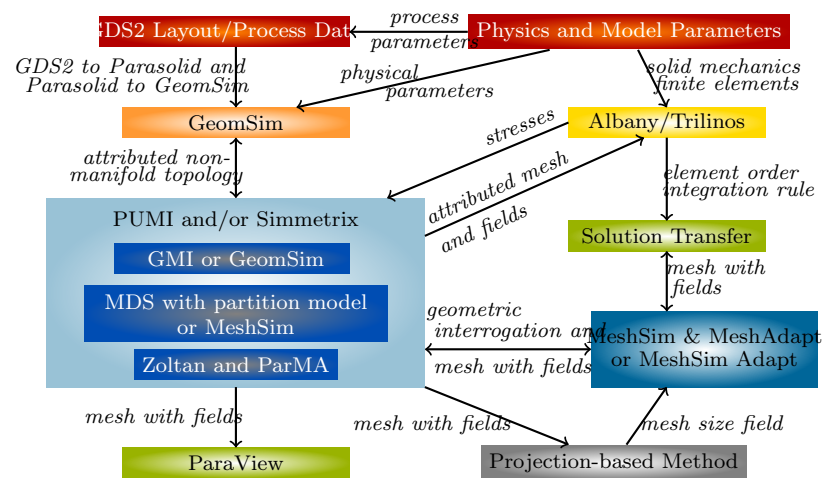 process
GDS2 Layout/Process Data
Physics and Model Parameters
parameters
GDS2 to Parasolid and
Parasolid to GeomSim
physical
parameters
solid mechanics
finite elements
GeomSim
Albany/Trilinos
stresses
attributed non-
manifold topology
attributed mesh
and fields
element order
integration rule
PUMI and/or Simmetrix
Solution Transfer
GMI or GeomSim
mesh with
fields
MDS with partition model
or MeshSim
geometric
interrogation and
mesh with fields
MeshSim & MeshAdapt
or MeshSim Adapt
Zoltan and ParMA
mesh with fields
mesh with fields
mesh size field
ParaView
Projection-based Method